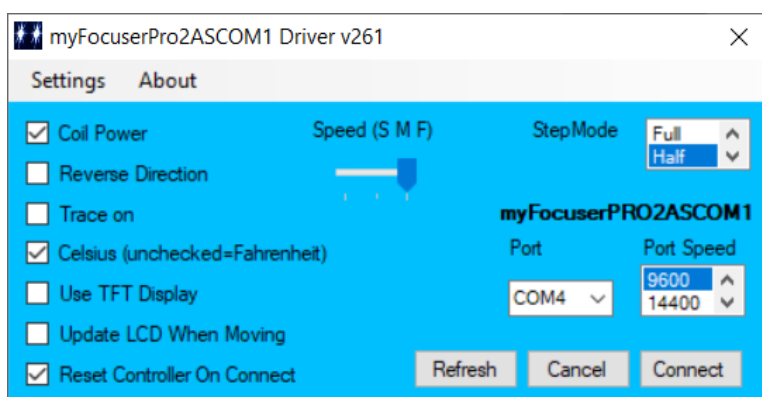 myFocuserPro2ASCOM1 Driver v261
Settings About
Coil Power Speed (S M F) StepMode Full
Half
Reverse Direction
Trace on myFocuserPRO2ASCOM1
Celsius (unchecked=Fahrenheit) Port Port Speed
Use TFT Display COM4 9600
14400
Update LCD When Moving
Reset Controller On Connect Refresh Cancel Connect